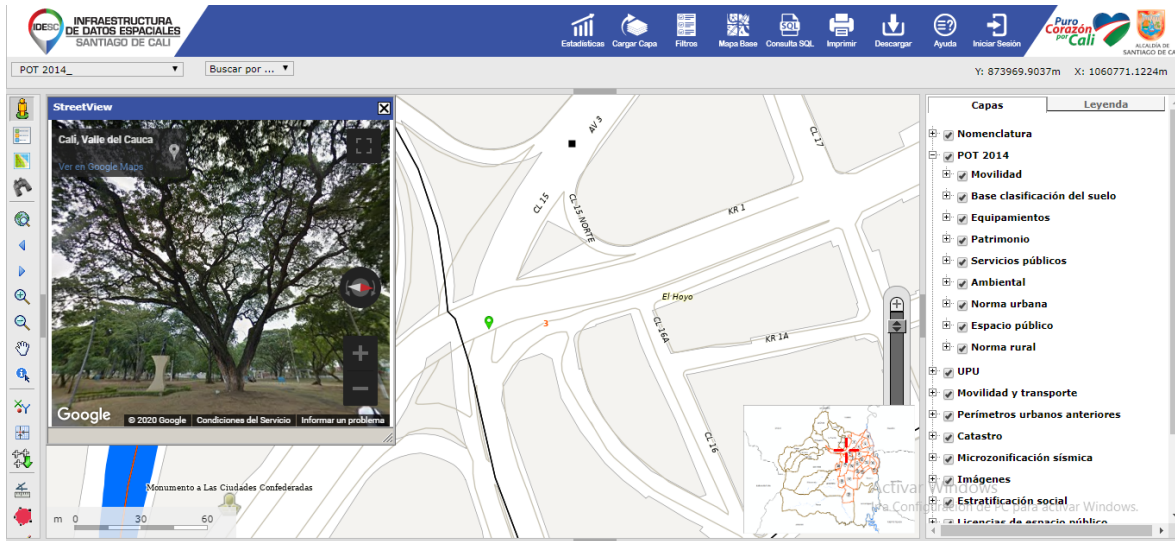 IDESC
INFRAESTRUCTURA
DE DATOS ESPACIALES
SANTIAGO DE CALI
Estadísticas
Cargar Capa
Filtros
Mapa Base
Consulta SQL
SQL
Imprimir
Descargar
Ayuda
Iniciar Sesión
Puro
Corazón
por Cali
ALCALDÍA DE
SANTIAGO DE CA
POT 2014_
Buscar por ...
Y: 873969.9037m X: 1060771.1224m
StreetView
Cali, Valle del Cauca
Ver en Google Maps
Google
© 2020 Google
Condiciones del Servicio
Informar un problema
AV 3
CL 17
CL 15
CL 15 NORTE
KR 1
El Hoyo
3
CL 16A
KR 1A
CL 16
Monumento a Las Ciudades Confederadas
m 0 30 60
Capas
Leyenda
Nomenclatura
POT 2014
Movilidad
Base clasificación del suelo
Equipamientos
Patrimonio
Servicios públicos
Ambiental
Norma urbana
Espacio público
Norma rural
UPU
Movilidad y transporte
Perímetros urbanos anteriores
Catastro
Microzonificación sísmica
Imágenes
Estratificación social
Licencias de espacio público
Activar Windows
Ve a Configuración de PC para activar Windows.